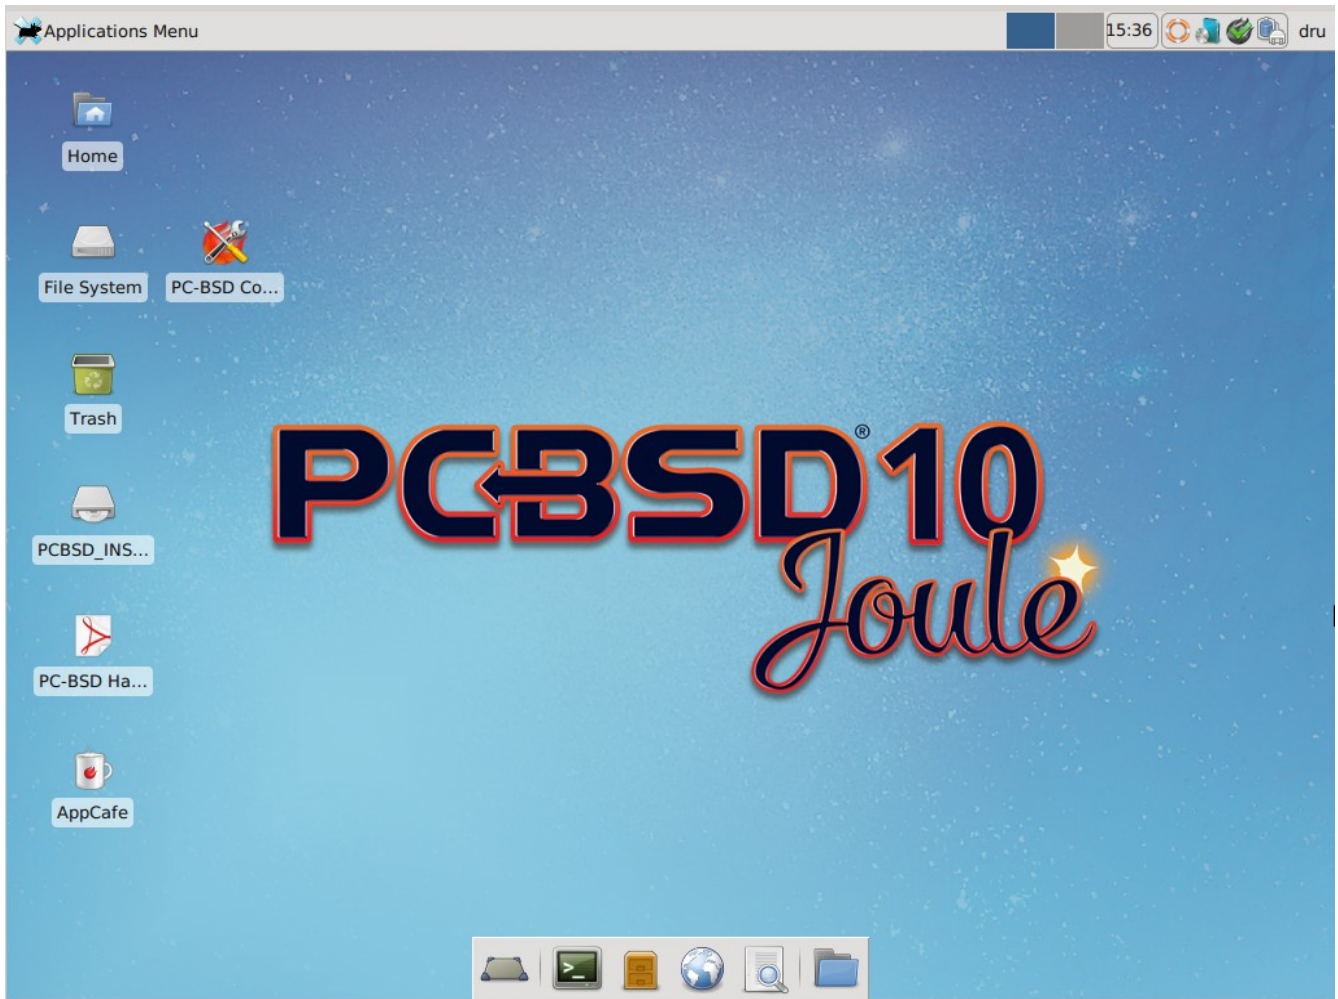 Applications Menu
15:36
dru
Home
File System
PC-BSD Co...
Trash
PCBSD_INS...
PC-BSD Ha...
AppCafe
PCBSD®10
Joule
>_